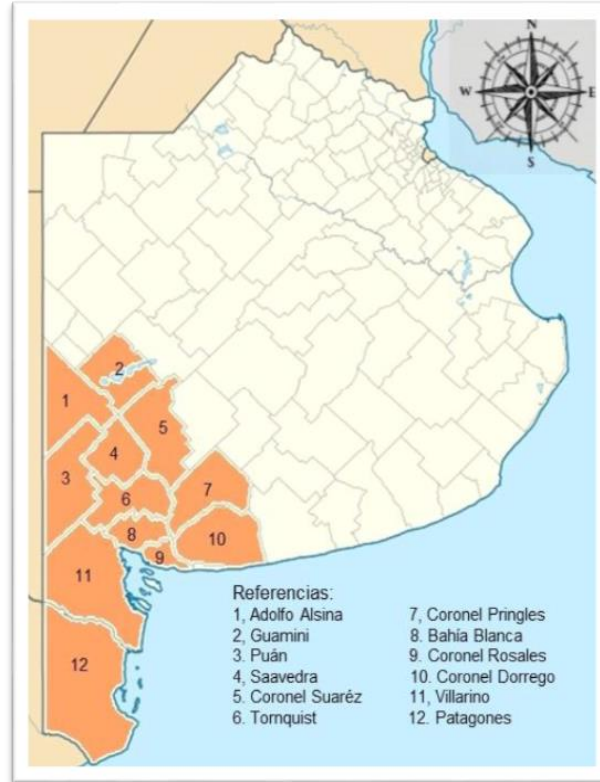 N
W
E
S
2
1
5
4
3
7
6
8
10
9
11
12
Referencias:
1, Adolfo Alsina
2, Guamini
3. Puán
4, Saavedra
5. Coronel Suaréz
6. Tornquist
7, Coronel Pringles
8. Bahía Blanca
9. Coronel Rosales
10. Coronel Dorrego
11, Villarino
12. Patagones